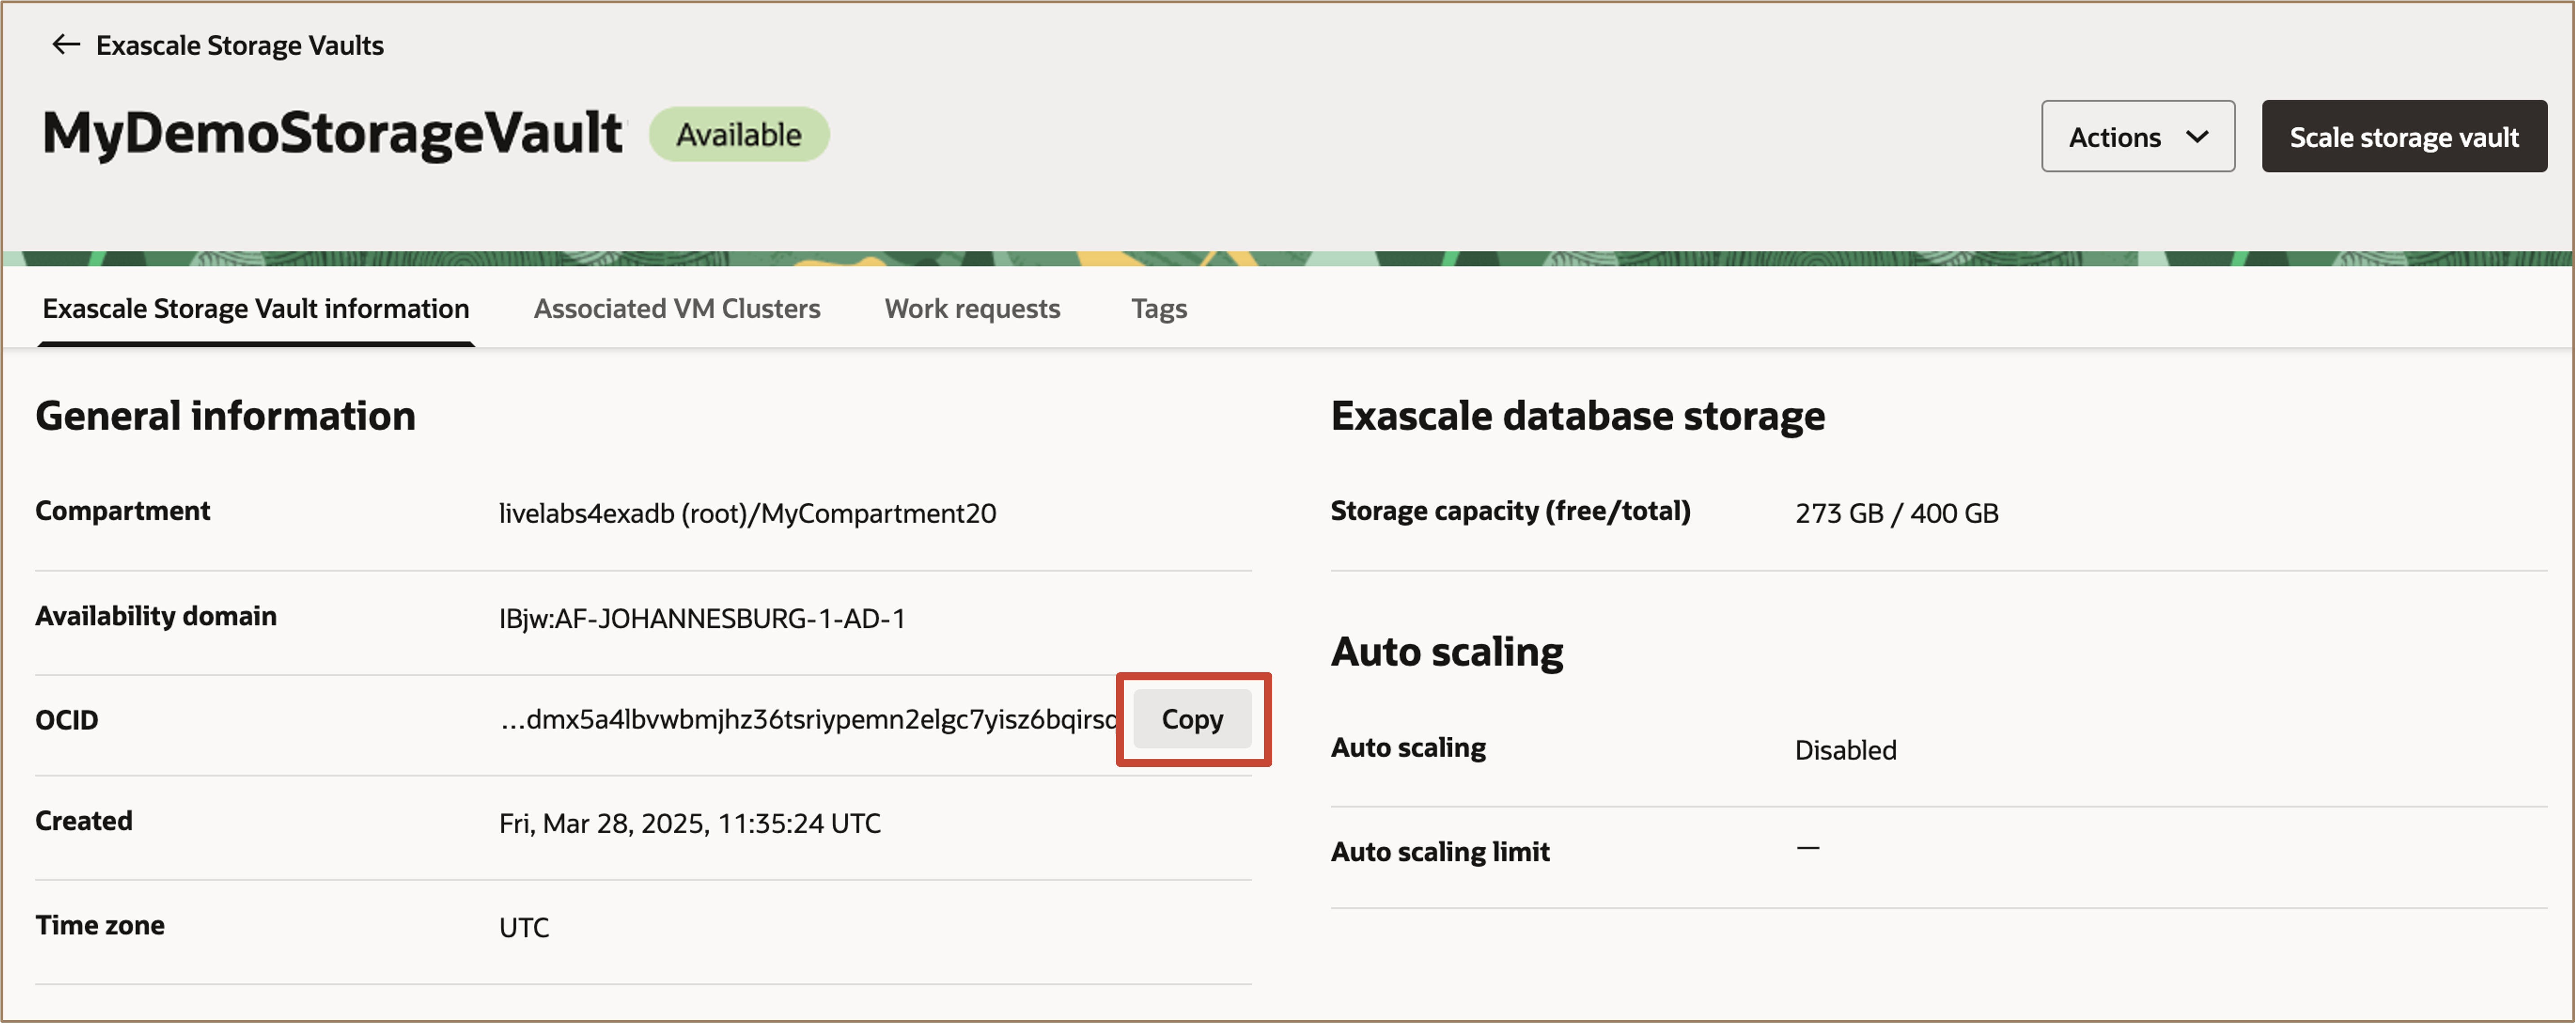 Exascale Storage Vaults
MyDemoStorageVault Available
Actions
Scale storage vault
Exascale Storage Vault information
Associated VM Clusters
Work requests
Tags
General information
Compartment livelabs4exadb (root)/MyCompartment20
Availability domain IBjw:AF-JOHANNESBURG-1-AD-1
OCID ...dmx5a4lbvwbmjhz36tsriypemn2elgc7yisz6bqirsc Copy
Created Fri, Mar 28, 2025, 11:35:24 UTC
Time zone UTC
Exascale database storage
Storage capacity (free/total) 273 GB / 400 GB
Auto scaling
Auto scaling Disabled
Auto scaling limit —